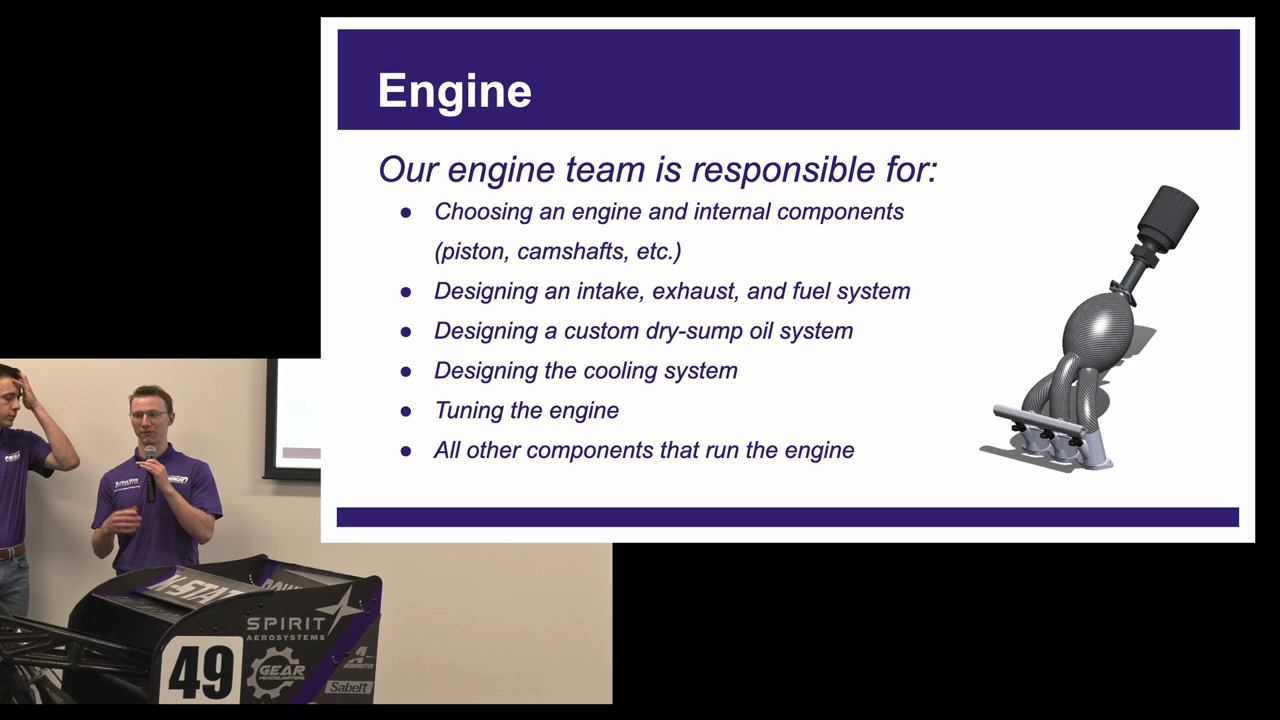 Engine
Our engine team is responsible for:
● Choosing an engine and internal components
(piston, camshafts, etc.)
● Designing an intake, exhaust, and fuel system
● Designing a custom dry-sump oil system
● Designing the cooling system
● Tuning the engine
● All other components that run the engine
K-STAT
SPIRIT
AEROSYSTEMS
49
GEAR
HEADQUARTERS
Sabelt